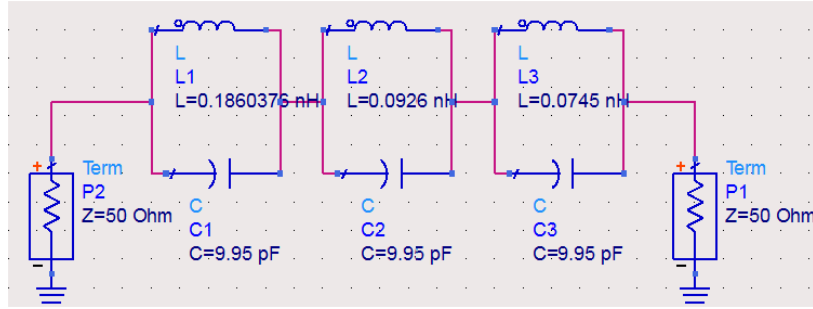 L
L1
L=0.1860376 nH
L
L2
L=0.0926 nH
L
L3
L=0.0745 nH
+
Term
P2
Z=50 Ohm
C
C1
C=9.95 pF
C
C2
C=9.95 pF
C
C3
C=9.95 pF
+
Term
P1
Z=50 Ohm